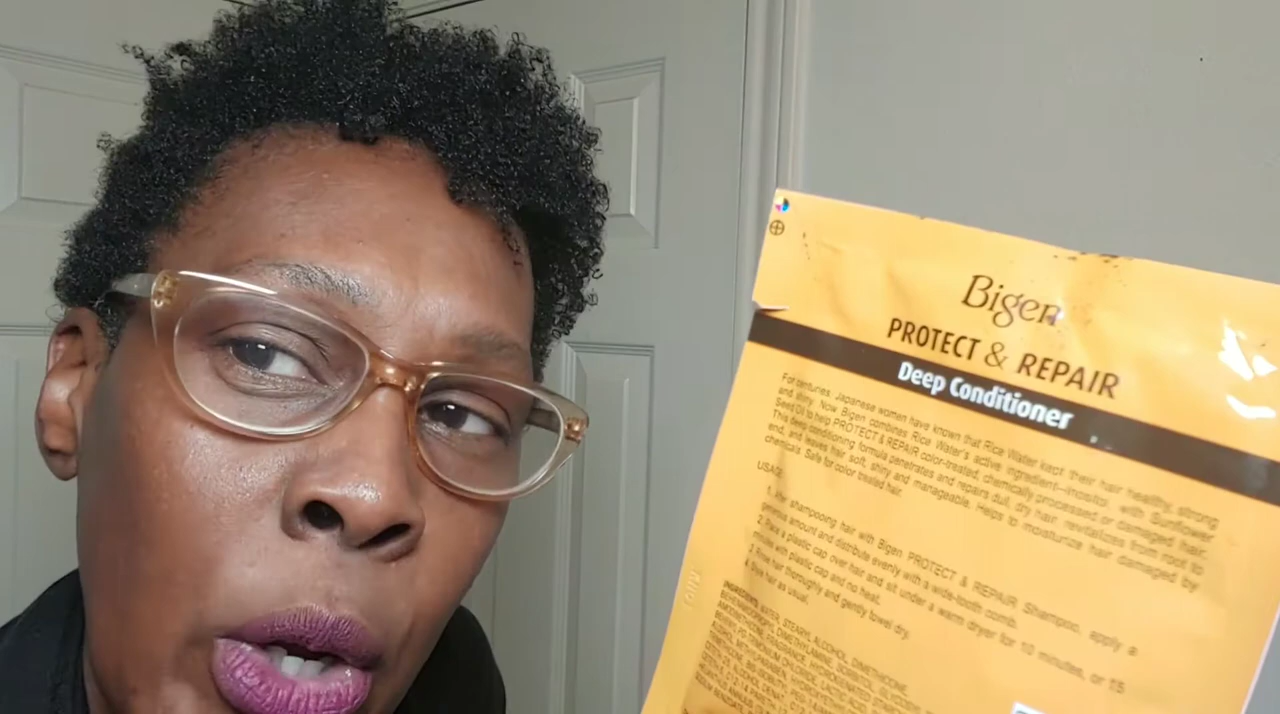 Bigen
PROTECT & REPAIR
Deep Conditioner
For centuries, Japanese women have known that Rice Water kept their hair healthy, strong
and shiny. Now Bigen combines Rice Water's active ingredient–Inositol, with Sunflower
Seed Oil to help PROTECT & REPAIR color-treated, chemically processed or damaged hair.
This deep conditioning formula penetrates and repairs dull, dry hair, revitalizes from root to
end, and leaves hair soft, shiny and manageable. Helps to moisturize hair damaged by
chemicals. Safe for color treated hair.
USAGE
1. After shampooing hair with Bigen PROTECT & REPAIR Shampoo, apply a
generous amount and distribute evenly with a wide-tooth comb.
2. Place a plastic cap over hair and sit under a warm dryer for 10 minutes, or 15
minutes with plastic cap and no heat.
3. Rinse hair thoroughly and gently towel dry.
4. Style hair as usual.
INGREDIENTS: WATER, STEARYL ALCOHOL, DIMETHICONE,